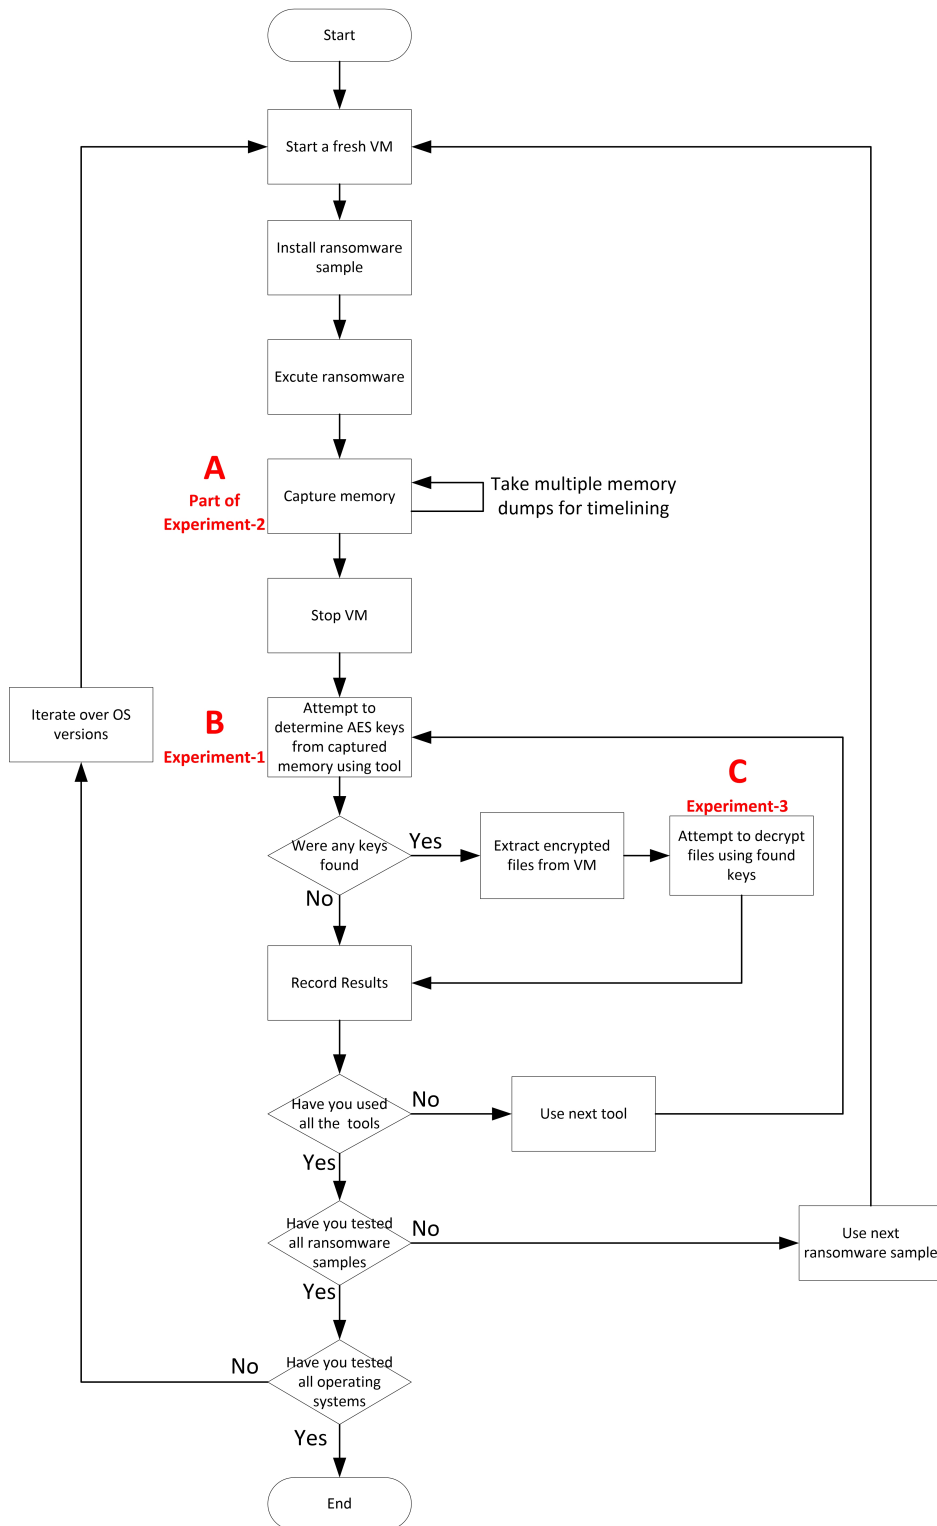 Start
Start a fresh VM
Install ransomware
sample
Excute ransomware
A
Part of
Experiment-2
Capture memory
Take multiple memory
dumps for timelining
Stop VM
Iterate over OS
versions
B
Experiment-1
Attempt to
determine AES keys
from captured
memory using tool
C
Experiment-3
Were any keys
found
Yes
Extract encrypted
files from VM
Attempt to decrypt
files using found
keys
No
Record Results
Have you used
all the tools
No
Use next tool
Yes
Have you tested
all ransomware
samples
No
Use next
ransomware sample
Yes
Have you tested
all operating
systems
No
Yes
End